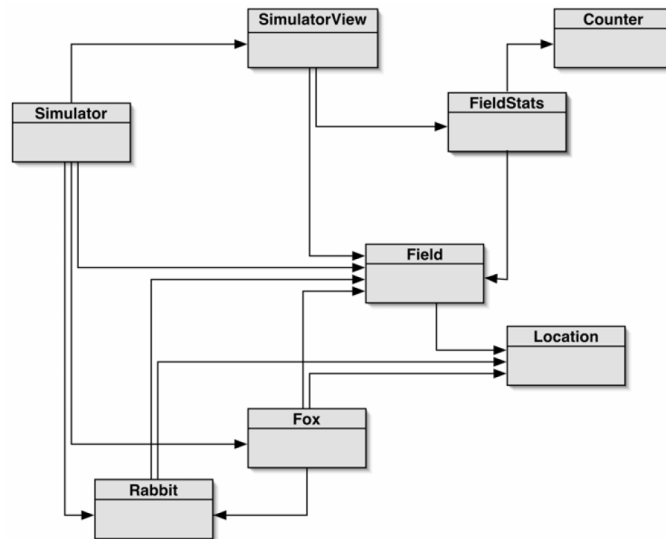 SimulatorView
Counter
Simulator
FieldStats
Field
Location
Fox
Rabbit